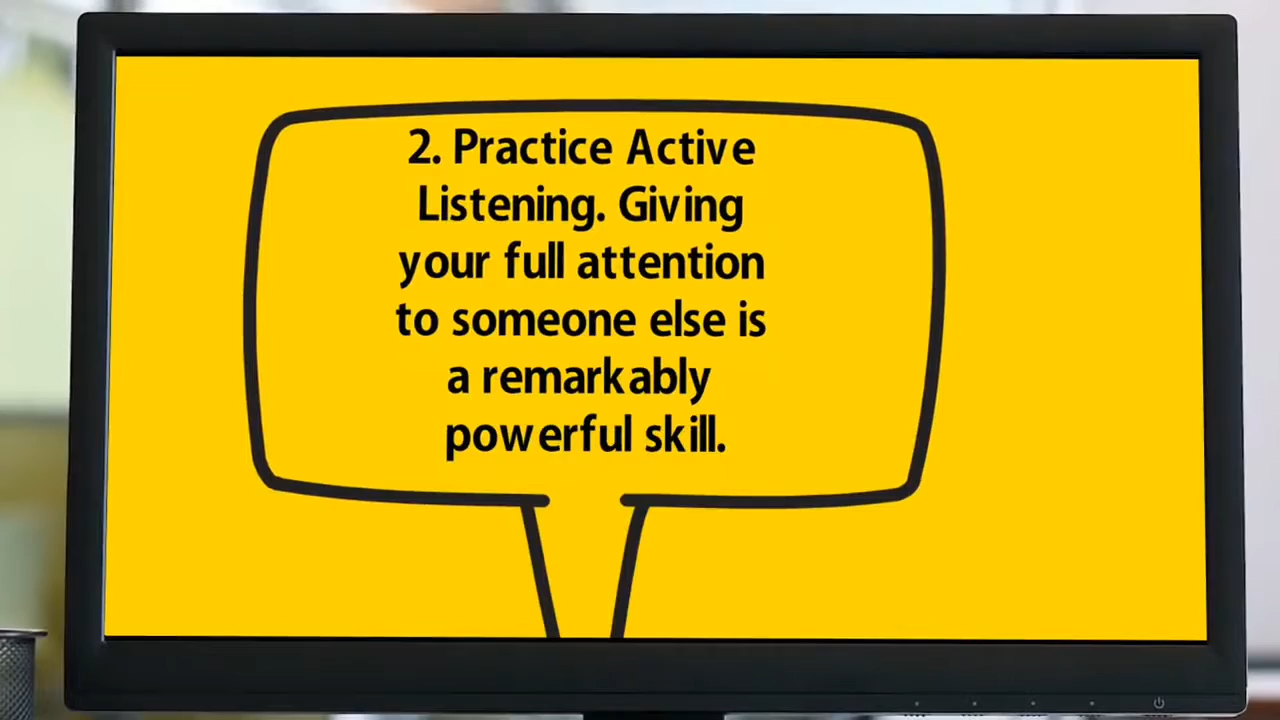 2. Practice Active
Listening. Giving
your full attention
to someone else is
a remarkably
powerful skill.